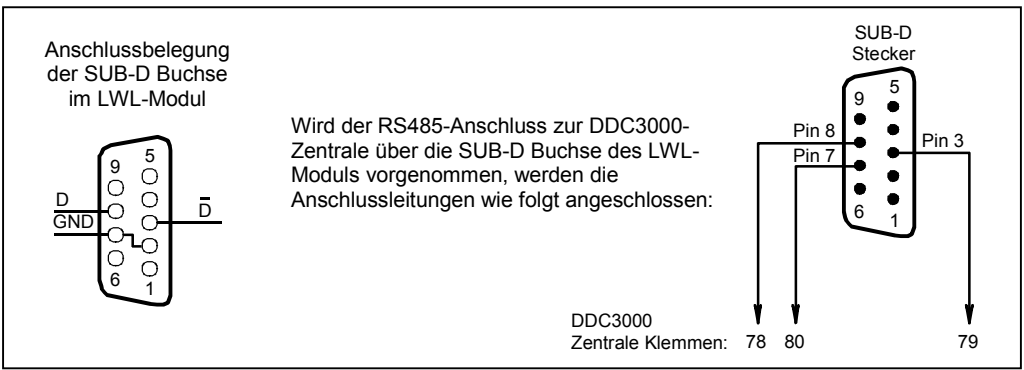 Anschlussbelegung
der SUB-D Buchse
im LWL-Modul
9
5
D
GND
D̅
6
1
Wird der RS485-Anschluss zur DDC3000-
Zentrale über die SUB-D Buchse des LWL-
Moduls vorgenommen, werden die
Anschlussleitungen wie folgt angeschlossen:
SUB-D
Stecker
9
5
Pin 8
Pin 7
Pin 3
6
1
DDC3000
Zentrale Klemmen: 78 80 79